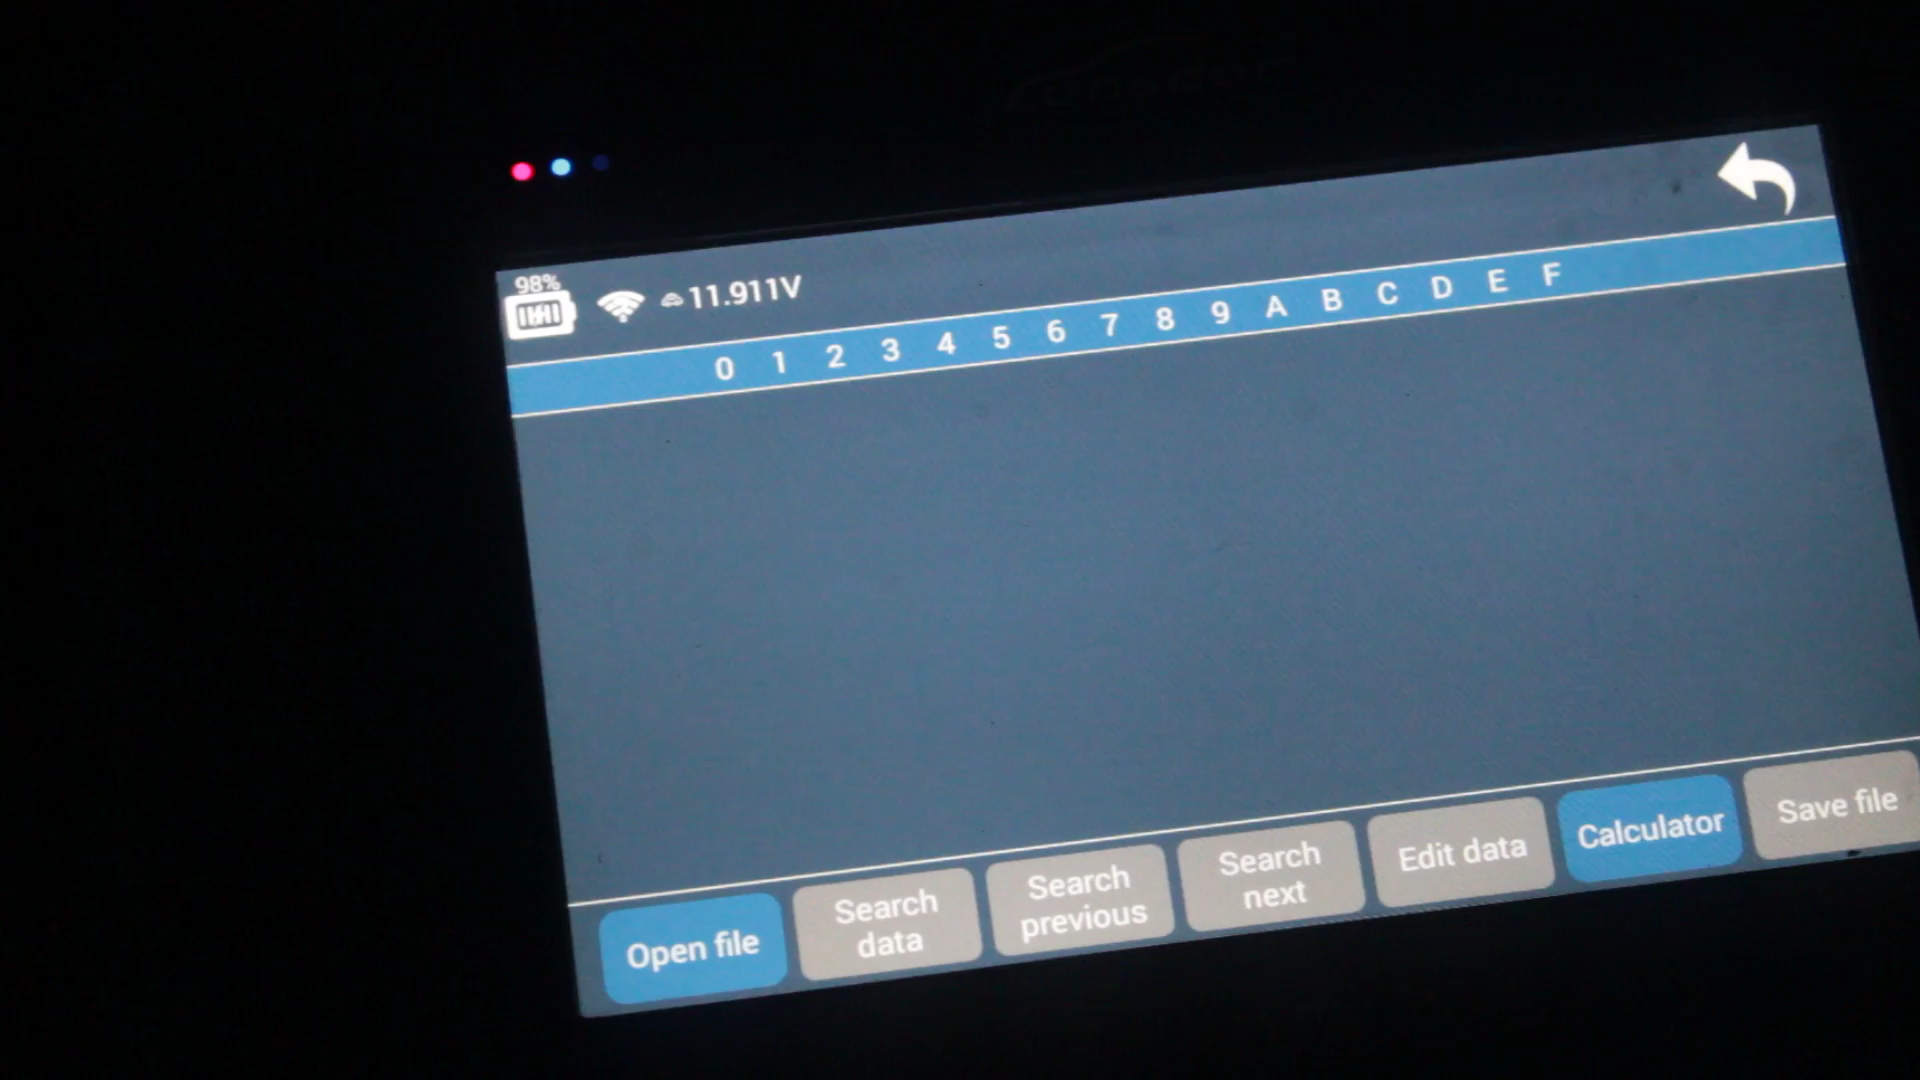 98%
11.911V
0 1 2 3 4 5 6 7 8 9 A B C D E F
Open file
Search
data
Search
previous
Search
next
Edit data
Calculator
Save file